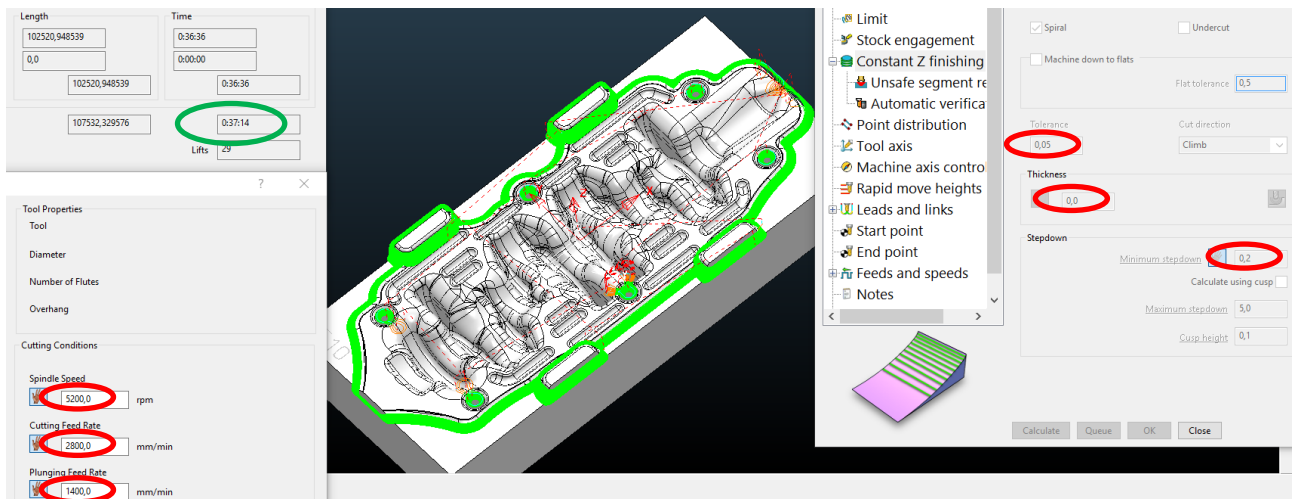 Length
Time
102520,948539
0:36:36
0,0
0:00:00
102520,948539
0:36:36
107532,329576
0:37:14
Lifts
29
?
Tool Properties
Tool
Diameter
Number of Flutes
Overhang
Cutting Conditions
Spindle Speed
5200,0
rpm
Cutting Feed Rate
2800,0
mm/min
Plunging Feed Rate
1400,0
mm/min
Limit
Stock engagement
Constant Z finishing
Unsafe segment re
Automatic verifica
Point distribution
Tool axis
Machine axis contro
Rapid move heights
Leads and links
Start point
End point
Feeds and speeds
Notes
Spiral
Undercut
Machine down to flats
Flat tolerance
0,5
Tolerance
Cut direction
0,05
Climb
Thickness
0,0
Stepdown
Minimum stepdown
0,2
Calculate using cusp
Maximum stepdown
5,0
Cusp height
0,1
Calculate
Queue
OK
Close